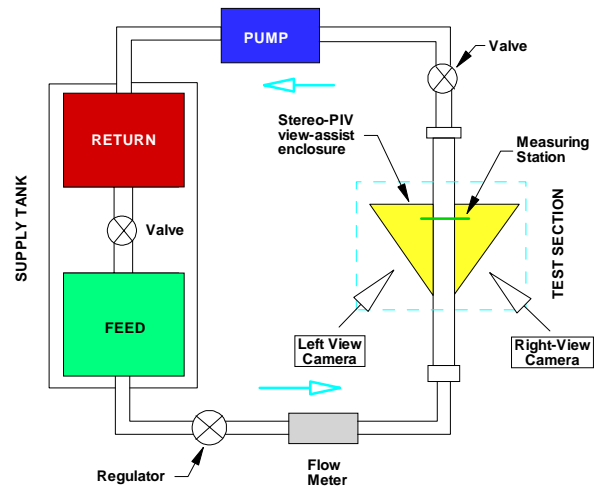 PUMP
Valve
Stereo-PIV
view-assist
enclosure
Measuring
Station
RETURN
SUPPLY TANK
Valve
TEST SECTION
FEED
Left View
Camera
Right-View
Camera
Regulator
Flow
Meter